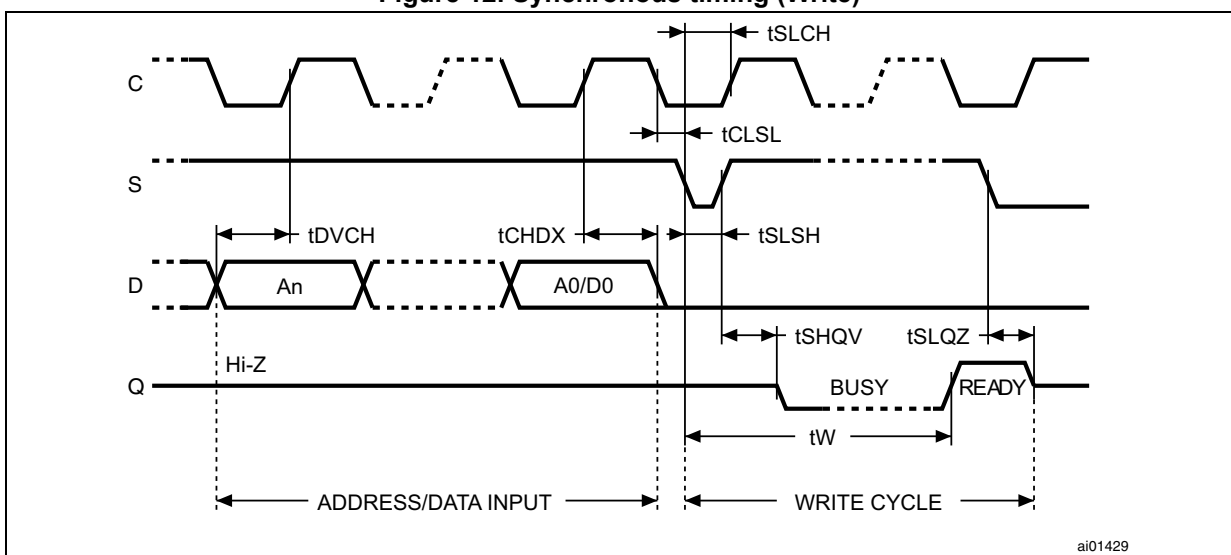 Figure 12. Synchronous timing (Write)
tSLCH
C
tCLSL
S
tDVCH
tCHDX
tSLSH
D
An
A0/D0
tSHQV
tSLQZ
Hi-Z
Q
BUSY
READY
tW
ADDRESS/DATA INPUT
WRITE CYCLE
ai01429